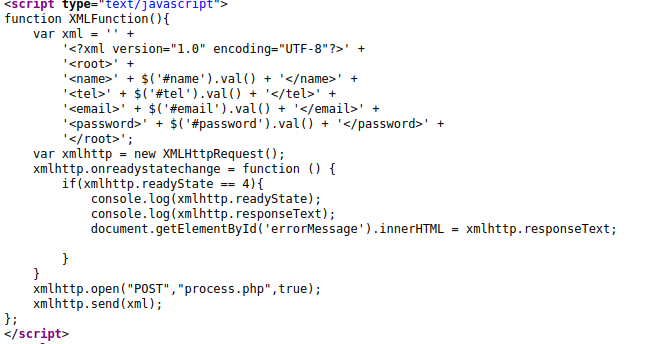 <script type="text/javascript">
function XMLFunction(){
    var xml = '' +
        '<?xml version="1.0" encoding="UTF-8"?>' +
        '<root>' +
        '<name>' + $('#name').val() + '</name>' +
        '<tel>' + $('#tel').val() + '</tel>' +
        '<email>' + $('#email').val() + '</email>' +
        '<password>' + $('#password').val() + '</password>' +
        '</root>';
    var xmlhttp = new XMLHttpRequest();
    xmlhttp.onreadystatechange = function () {
        if(xmlhttp.readyState == 4){
            console.log(xmlhttp.readyState);
            console.log(xmlhttp.responseText);
            document.getElementById('errorMessage').innerHTML = xmlhttp.responseText;
        }
    }
    xmlhttp.open("POST","process.php",true);
    xmlhttp.send(xml);
};
</script>